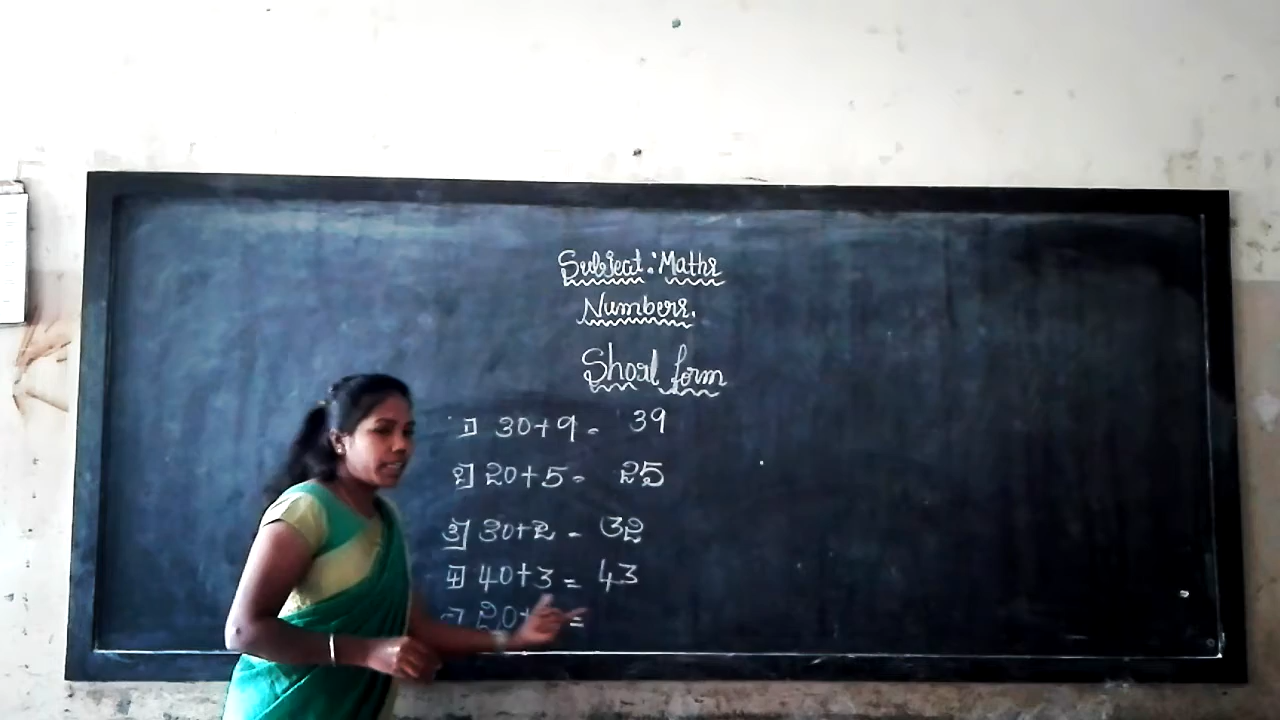 Subject: Maths
Numbers.
Short form
1] 30+9= 39
2] 20+5= 25
3] 30+2 = 32
4] 40+3 = 43
20+ =